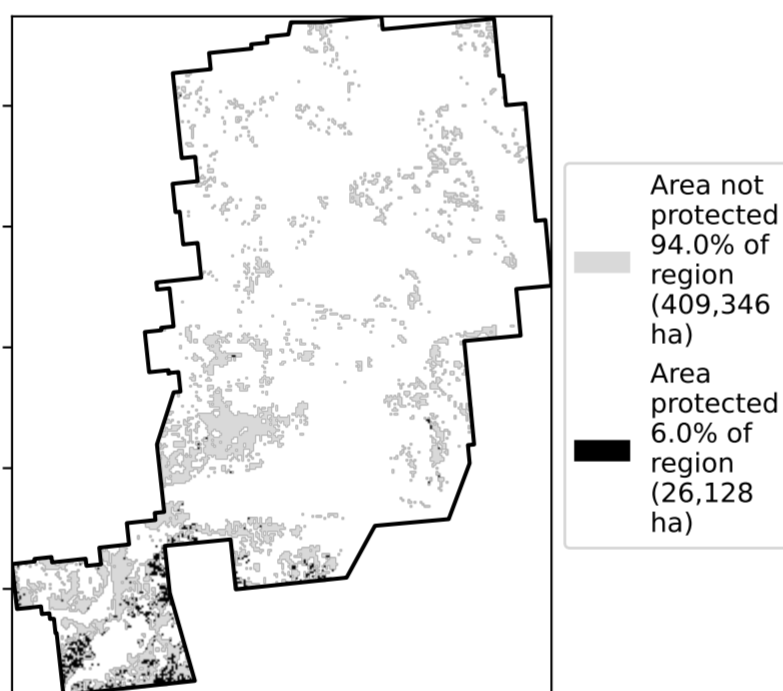 Area not
protected
94.0% of
region
(409,346
ha)
Area
protected
6.0% of
region
(26,128
ha)